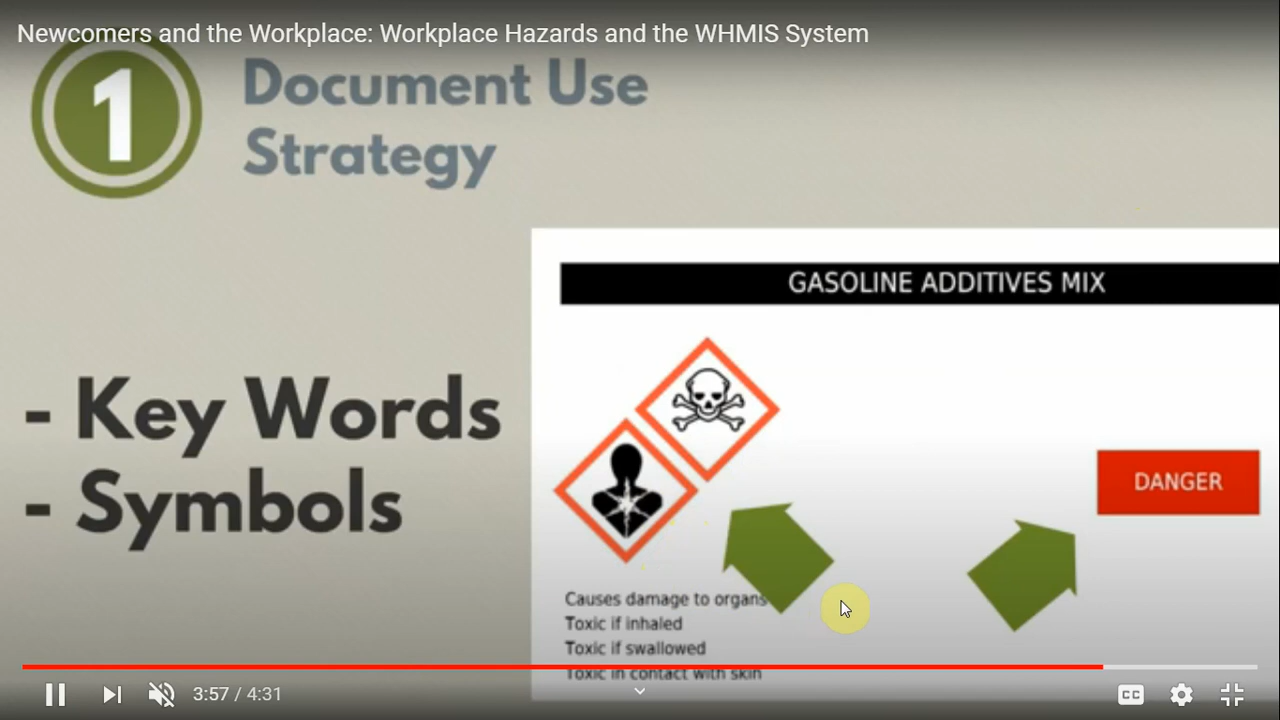 Newcomers and the Workplace: Workplace Hazards and the WHMIS System
1
Document Use
Strategy
GASOLINE ADDITIVES MIX
- Key Words
- Symbols
DANGER
Causes damage to organs
Toxic if inhaled
Toxic if swallowed
Toxic in contact with skin
3:57 / 4:31
CC